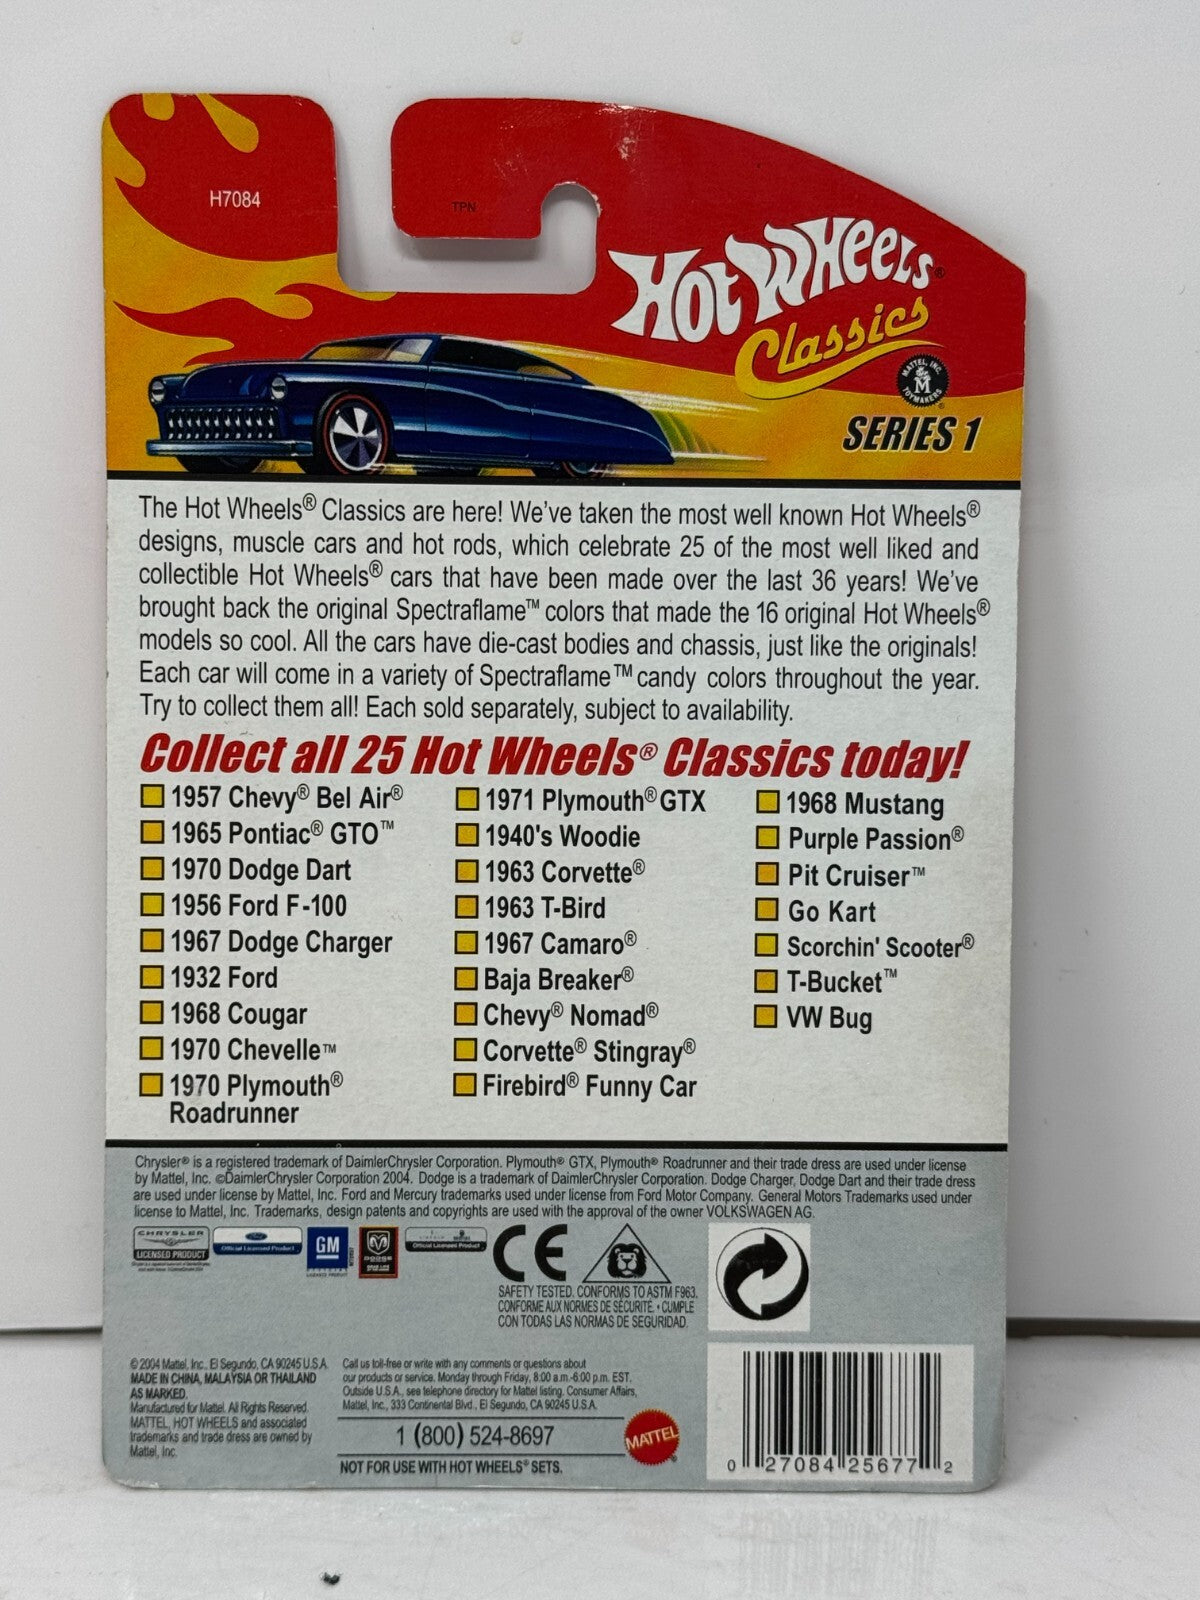 H7084
TPN
Hot Wheels®
Classics
MATTEL, INC.
M
TOYMAKERS
SERIES 1
The Hot Wheels® Classics are here! We've taken the most well known Hot Wheels®
designs, muscle cars and hot rods, which celebrate 25 of the most well liked and
collectible Hot Wheels® cars that have been made over the last 36 years! We've
brought back the original Spectraflame™ colors that made the 16 original Hot Wheels®
models so cool. All the cars have die-cast bodies and chassis, just like the originals!
Each car will come in a variety of Spectraflame™ candy colors throughout the year.
Try to collect them all! Each sold separately, subject to availability.
Collect all 25 Hot Wheels® Classics today!
1957 Chevy® Bel Air®
1965 Pontiac® GTO™
1970 Dodge Dart
1956 Ford F-100
1967 Dodge Charger
1932 Ford
1968 Cougar
1970 Chevelle™
1970 Plymouth®
Roadrunner
1971 Plymouth® GTX
1940's Woodie
1963 Corvette®
1963 T-Bird
1967 Camaro®
Baja Breaker®
Chevy® Nomad®
Corvette® Stingray®
Firebird® Funny Car
1968 Mustang
Purple Passion®
Pit Cruiser™
Go Kart
Scorchin' Scooter®
T-Bucket™
VW Bug
Chrysler® is a registered trademark of DaimlerChrysler Corporation. Plymouth® GTX, Plymouth® Roadrunner and their trade dress are used under license
by Mattel, Inc. ©DaimlerChrysler Corporation 2004. Dodge is a trademark of DaimlerChrysler Corporation. Dodge Charger, Dodge Dart and their trade dress
are used under license by Mattel, Inc. Ford and Mercury trademarks used under license from Ford Motor Company. General Motors Trademarks used under
license to Mattel, Inc. Trademarks, design patents and copyrights are used with the approval of the owner VOLKSWAGEN AG.
CHRYSLER
LICENSED PRODUCT
Ford
Official Licensed Product
GM
DODGE
Official Licensed Product
CE
SAFETY TESTED. CONFORMS TO ASTM F963.
CONFORME AUX NORMES DE SÉCURITÉ. • CUMPLE
CON TODAS LAS NORMAS DE SEGURIDAD.
© 2004 Mattel, Inc., El Segundo, CA 90245 U.S.A.
MADE IN CHINA, MALAYSIA OR THAILAND
AS MARKED.
Manufactured for Mattel. All Rights Reserved.
MATTEL, HOT WHEELS and associated
trademarks and trade dress are owned by
Mattel, Inc.
Call us toll-free or write with any comments or questions about
our products or service. Monday through Friday, 8:00 a.m.-6:00 p.m. EST.
Outside U.S.A., see telephone directory for Mattel listing. Consumer Affairs,
Mattel, Inc., 333 Continental Blvd., El Segundo, CA 90245 U.S.A.
1 (800) 524-8697
NOT FOR USE WITH HOT WHEELS® SETS.
MATTEL®
0 27084 25677 2